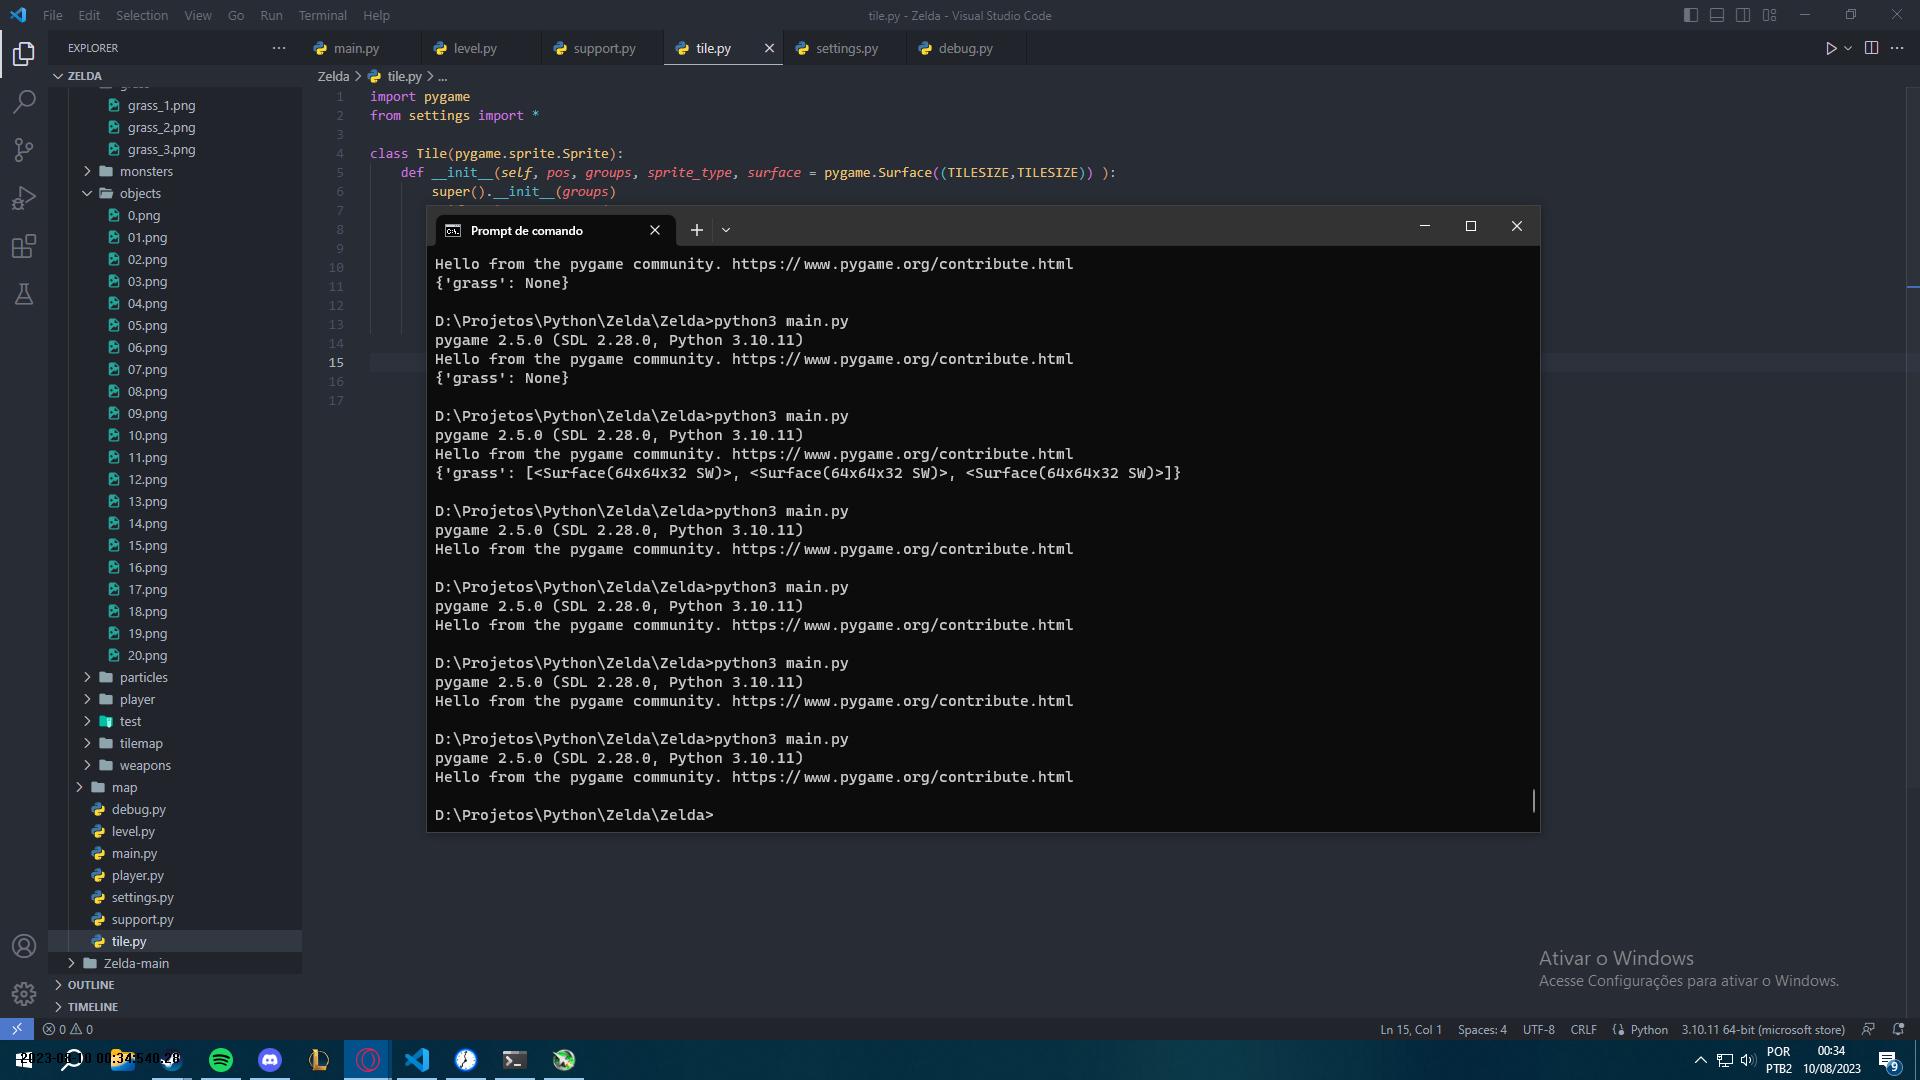 File Edit Selection View Go Run Terminal Help
tile.py - Zelda - Visual Studio Code
EXPLORER
main.py
level.py
support.py
tile.py
settings.py
debug.py
ZELDA
Zelda > tile.py > ...
grass
grass_1.png
grass_2.png
grass_3.png
monsters
objects
0.png
01.png
02.png
03.png
04.png
05.png
06.png
07.png
08.png
09.png
10.png
11.png
12.png
13.png
14.png
15.png
16.png
17.png
18.png
19.png
20.png
particles
player
test
tilemap
weapons
map
debug.py
level.py
main.py
player.py
settings.py
support.py
tile.py
Zelda-main
OUTLINE
TIMELINE
1 import pygame
2 from settings import *
3
4 class Tile(pygame.sprite.Sprite):
5 def __init__(self, pos, groups, sprite_type, surface = pygame.Surface((TILESIZE,TILESIZE)) ):
6 super().__init__(groups)
7
8
9
10
11
12
13
14
15
16
17
Prompt de comando
Hello from the pygame community. https://www.pygame.org/contribute.html
{'grass': None}
D:\Projetos\Python\Zelda\Zelda>python3 main.py
pygame 2.5.0 (SDL 2.28.0, Python 3.10.11)
Hello from the pygame community. https://www.pygame.org/contribute.html
{'grass': None}
D:\Projetos\Python\Zelda\Zelda>python3 main.py
pygame 2.5.0 (SDL 2.28.0, Python 3.10.11)
Hello from the pygame community. https://www.pygame.org/contribute.html
{'grass': [<Surface(64x64x32 SW)>, <Surface(64x64x32 SW)>, <Surface(64x64x32 SW)>]}
D:\Projetos\Python\Zelda\Zelda>python3 main.py
pygame 2.5.0 (SDL 2.28.0, Python 3.10.11)
Hello from the pygame community. https://www.pygame.org/contribute.html
D:\Projetos\Python\Zelda\Zelda>python3 main.py
pygame 2.5.0 (SDL 2.28.0, Python 3.10.11)
Hello from the pygame community. https://www.pygame.org/contribute.html
D:\Projetos\Python\Zelda\Zelda>python3 main.py
pygame 2.5.0 (SDL 2.28.0, Python 3.10.11)
Hello from the pygame community. https://www.pygame.org/contribute.html
D:\Projetos\Python\Zelda\Zelda>python3 main.py
pygame 2.5.0 (SDL 2.28.0, Python 3.10.11)
Hello from the pygame community. https://www.pygame.org/contribute.html
D:\Projetos\Python\Zelda\Zelda>
Ativar o Windows
Acesse Configurações para ativar o Windows.
0 0
Ln 15, Col 1 Spaces: 4 UTF-8 CRLF Python 3.10.11 64-bit (microsoft store)
POR
PTB2
00:34
10/08/2023
9